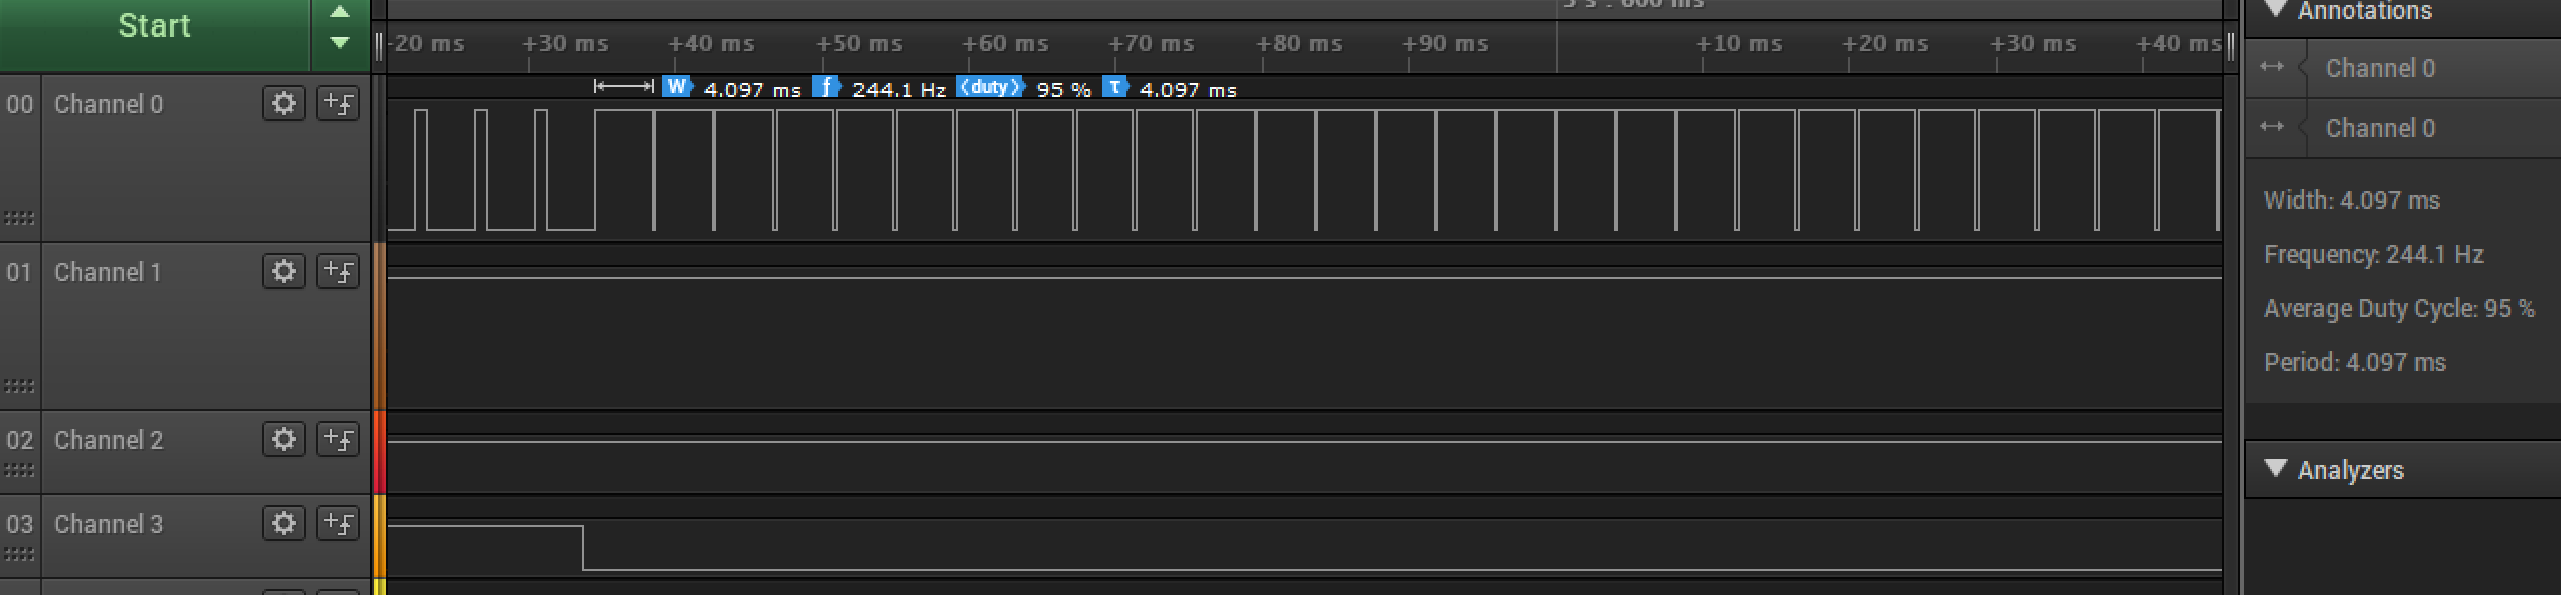 Start
3 s : 800 ms
+20 ms +30 ms +40 ms +50 ms +60 ms +70 ms +80 ms +90 ms +10 ms +20 ms +30 ms +40 ms
W 4.097 ms f 244.1 Hz ⟨duty⟩ 95 % T 4.097 ms
00 Channel 0
01 Channel 1
02 Channel 2
03 Channel 3
Annotations
Channel 0
Channel 0
Width: 4.097 ms
Frequency: 244.1 Hz
Average Duty Cycle: 95 %
Period: 4.097 ms
Analyzers